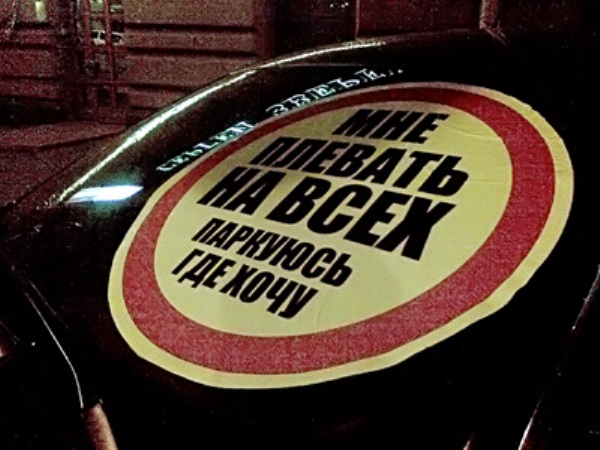 МНЕ
ПЛЕВАТЬ
НА ВСЕХ
ПАРКУЮСЬ
ГДЕ ХОЧУ